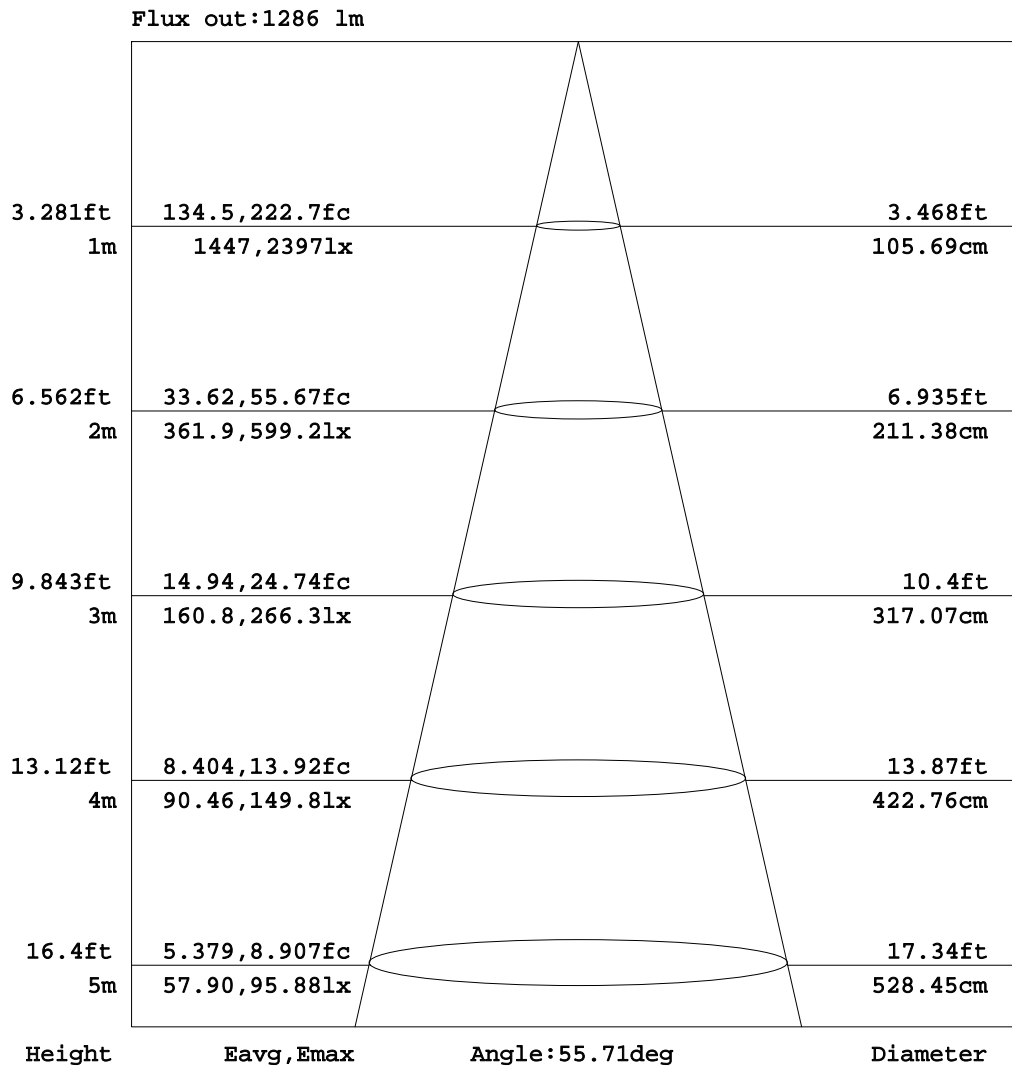 Flux out:1286 lm
3.281ft 134.5,222.7fc 3.468ft
1m 1447,2397lx 105.69cm
6.562ft 33.62,55.67fc 6.935ft
2m 361.9,599.2lx 211.38cm
9.843ft 14.94,24.74fc 10.4ft
3m 160.8,266.3lx 317.07cm
13.12ft 8.404,13.92fc 13.87ft
4m 90.46,149.8lx 422.76cm
16.4ft 5.379,8.907fc 17.34ft
5m 57.90,95.88lx 528.45cm
Height Eavg,Emax Angle:55.71deg Diameter